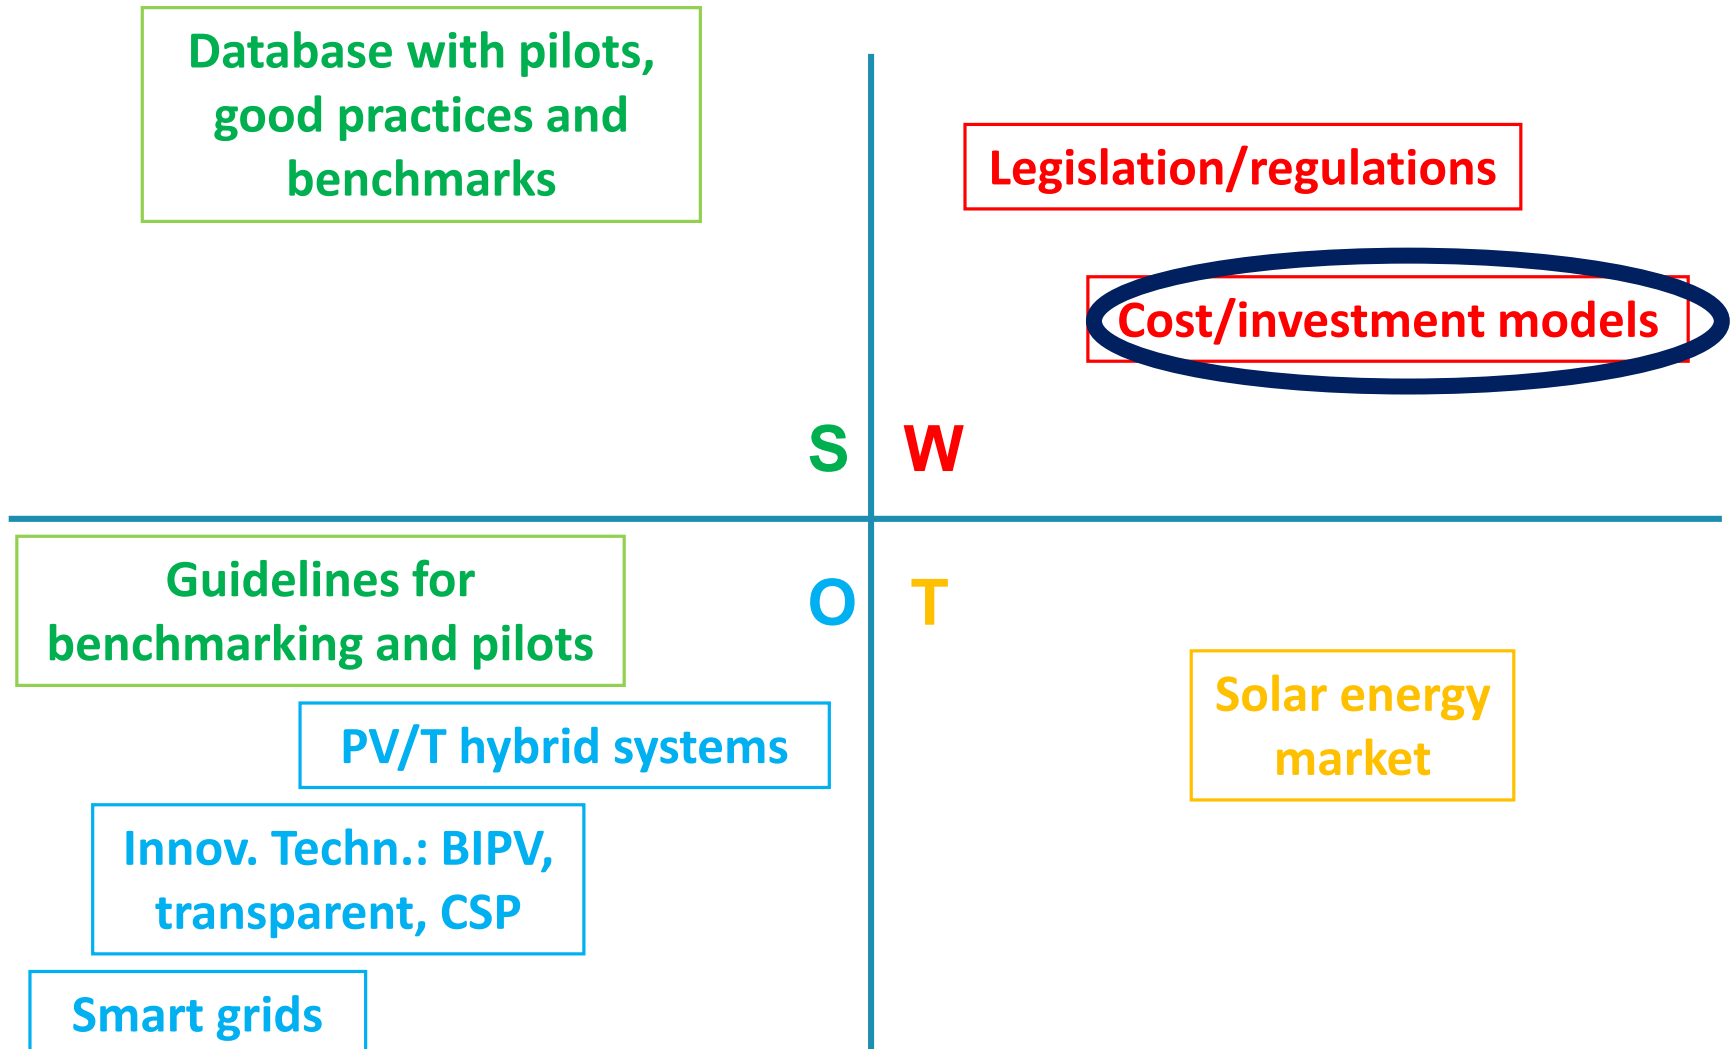 Database with pilots,
good practices and
benchmarks
Legislation/regulations
Cost/investment models
S
W
Guidelines for
benchmarking and pilots
O
T
PV/T hybrid systems
Solar energy
market
Innov. Techn.: BIPV,
transparent, CSP
Smart grids